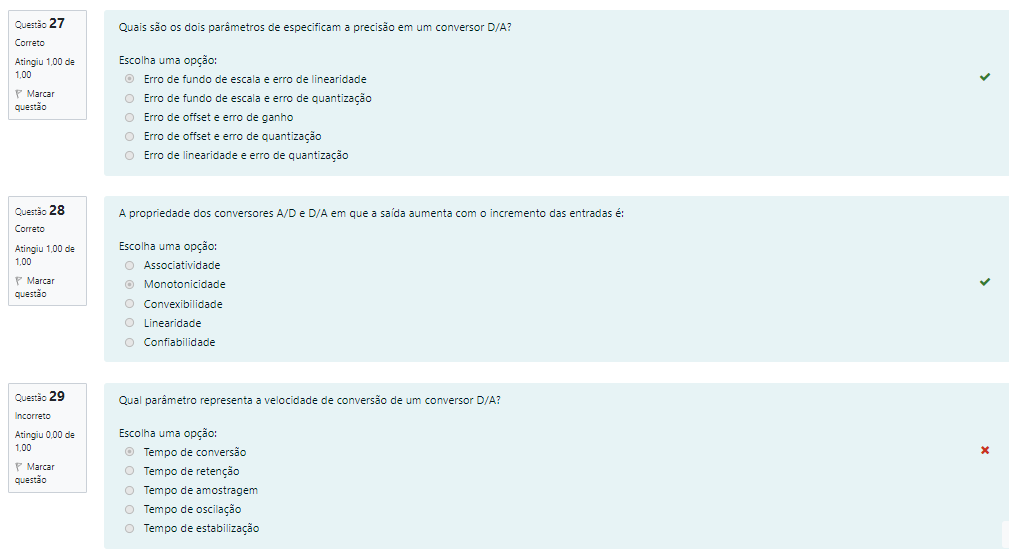 Questão 27
Correto
Atingiu 1,00 de
1,00
Marcar
questão
Quais são os dois parâmetros de especificam a precisão em um conversor D/A?
Escolha uma opção:
Erro de fundo de escala e erro de linearidade
Erro de fundo de escala e erro de quantização
Erro de offset e erro de ganho
Erro de offset e erro de quantização
Erro de linearidade e erro de quantização
Questão 28
Correto
Atingiu 1,00 de
1,00
Marcar
questão
A propriedade dos conversores A/D e D/A em que a saída aumenta com o incremento das entradas é:
Escolha uma opção:
Associatividade
Monotonicidade
Convexibilidade
Linearidade
Confiabilidade
Questão 29
Incorreto
Atingiu 0,00 de
1,00
Marcar
questão
Qual parâmetro representa a velocidade de conversão de um conversor D/A?
Escolha uma opção:
Tempo de conversão
Tempo de retenção
Tempo de amostragem
Tempo de oscilação
Tempo de estabilização